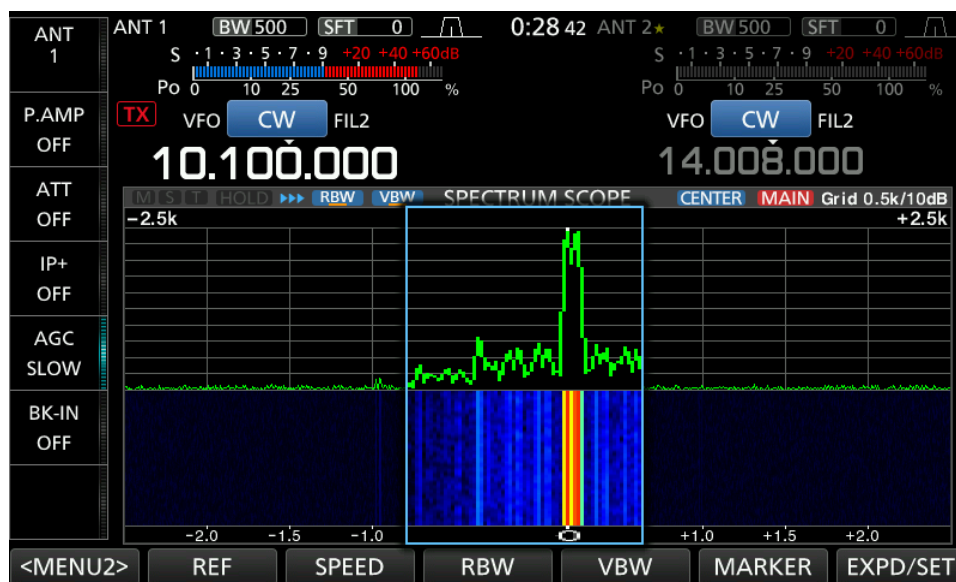 ANT 1 BW 500 SFT 0 0:28 42 ANT 2★ BW 500 SFT 0
ANT
1
S ·1·3·5·7·9 +20 +40 +60dB S ·1·3·5·7·9 +20 +40 +60dB
Po 0 10 25 50 100 % Po 0 10 25 50 100 %
P.AMP
OFF
TX VFO CW FIL2 VFO CW FIL2
10.100.000 14.008.000
ATT
OFF
M S T HOLD ▸▸▸ RBW VBW SPECTRUM SCOPE CENTER MAIN Grid 0.5k/10dB
−2.5k +2.5k
IP+
OFF
AGC
SLOW
BK-IN
OFF
-2.0 -1.5 -1.0 +1.0 +1.5 +2.0
<MENU2> REF SPEED RBW VBW MARKER EXPD/SET